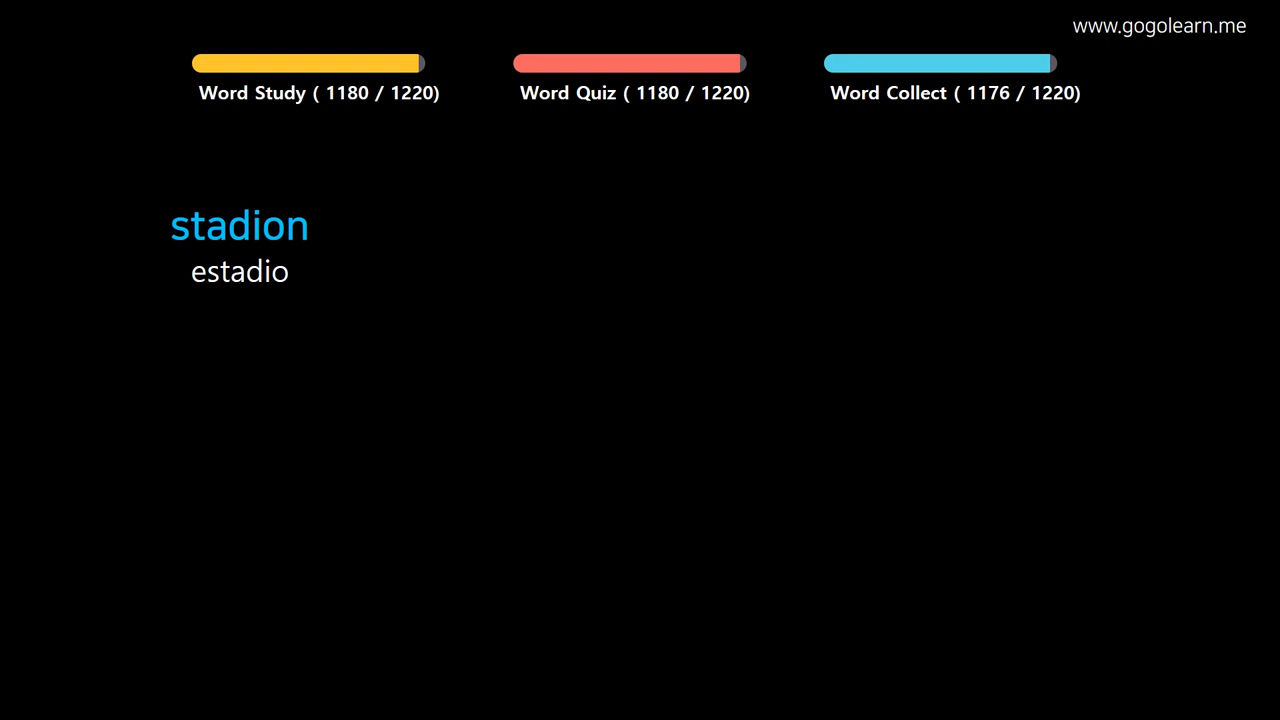 www.gogolearn.me
Word Study ( 1180 / 1220)
Word Quiz ( 1180 / 1220)
Word Collect ( 1176 / 1220)
stadion
estadio